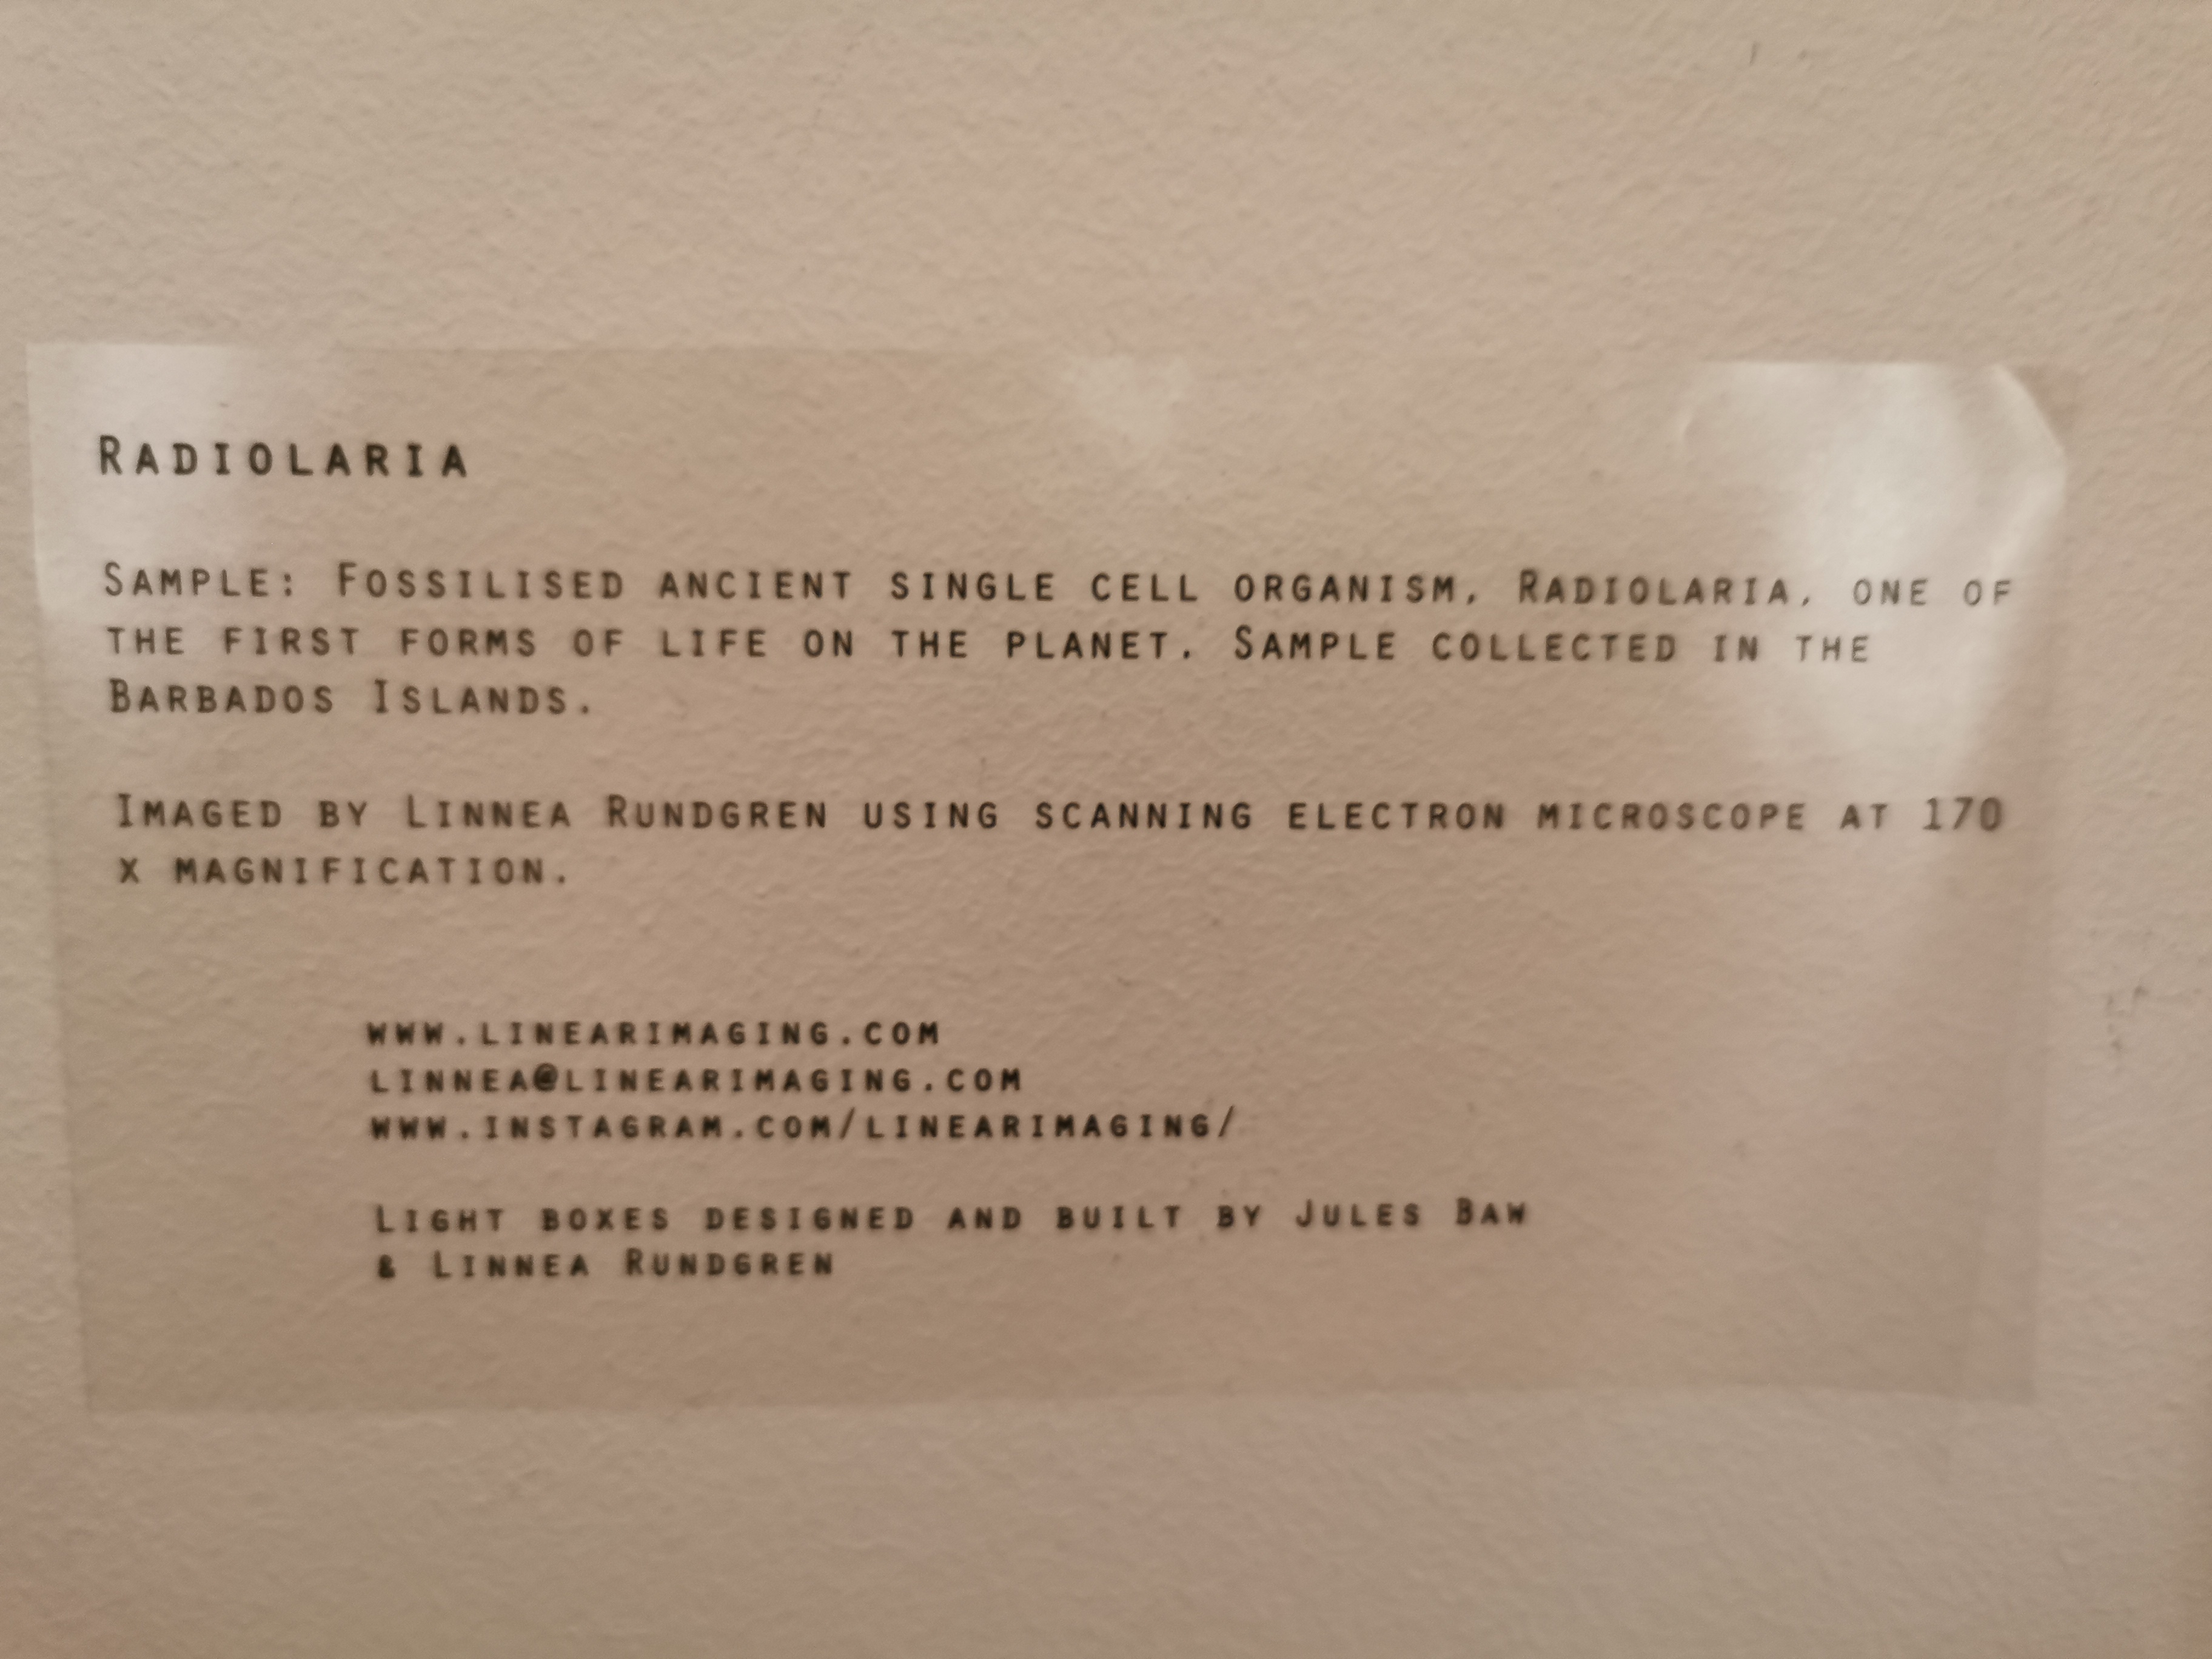 Radiolaria
Sample: Fossilised ancient single cell organism, Radiolaria, one of
the first forms of life on the planet. Sample collected in the
Barbados Islands.
Imaged by Linnea Rundgren using scanning electron microscope at 170
x magnification.
www.linearimaging.com
linnea@linearimaging.com
www.instagram.com/linearimaging/
Light boxes designed and built by Jules Baw
& Linnea Rundgren